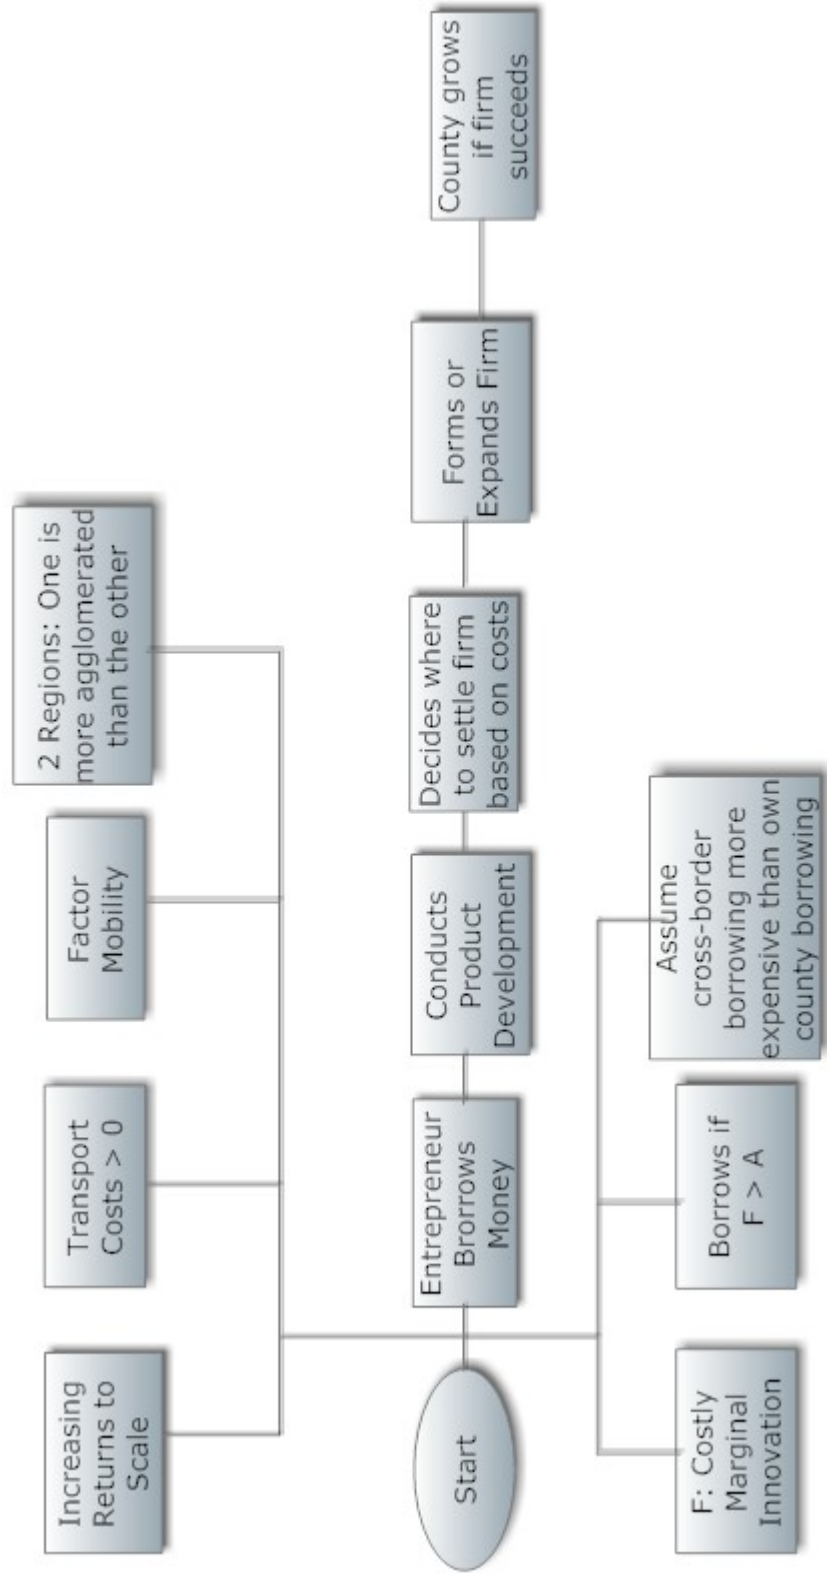 Increasing
Returns to
Scale
Transport
Costs > 0
Factor
Mobility
2 Regions: One is
more agglomerated
than the other
Start
Entrepreneur
Brorrows
Money
Conducts
Product
Development
Decides where
to settle firm
based on costs
Forms or
Expands Firm
County grows
if firm
succeeds
F: Costly
Marginal
Innovation
Borrows if
F > A
Assume
cross-border
borrowing more
expensive than own
county borrowing